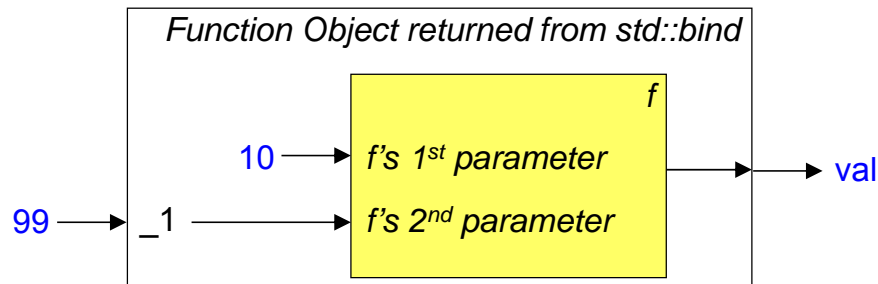 Function Object returned from std::bind
f
10
f's 1st parameter
val
99
_1
f's 2nd parameter